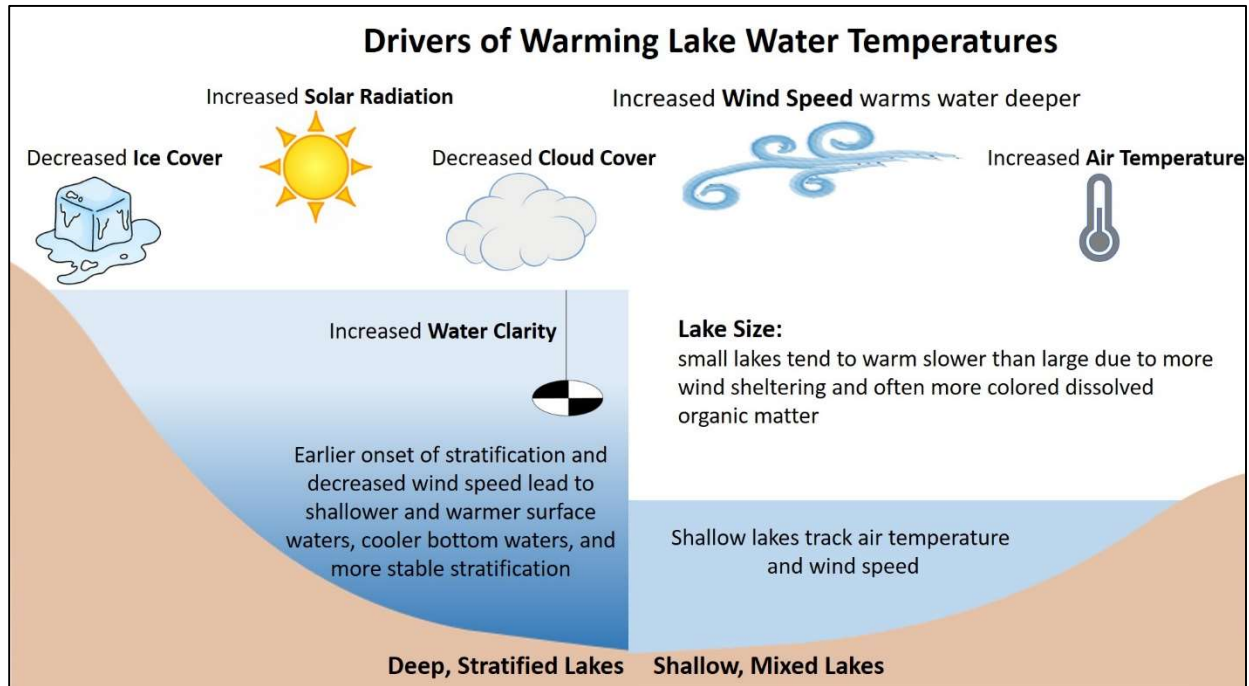 Drivers of Warming Lake Water Temperatures
Increased Solar Radiation
Increased Wind Speed warms water deeper
Decreased Ice Cover
Decreased Cloud Cover
Increased Air Temperature
Increased Water Clarity
Lake Size:
small lakes tend to warm slower than large due to more
wind sheltering and often more colored dissolved
organic matter
Earlier onset of stratification and
decreased wind speed lead to
shallower and warmer surface
waters, cooler bottom waters, and
more stable stratification
Shallow lakes track air temperature
and wind speed
Deep, Stratified Lakes
Shallow, Mixed Lakes